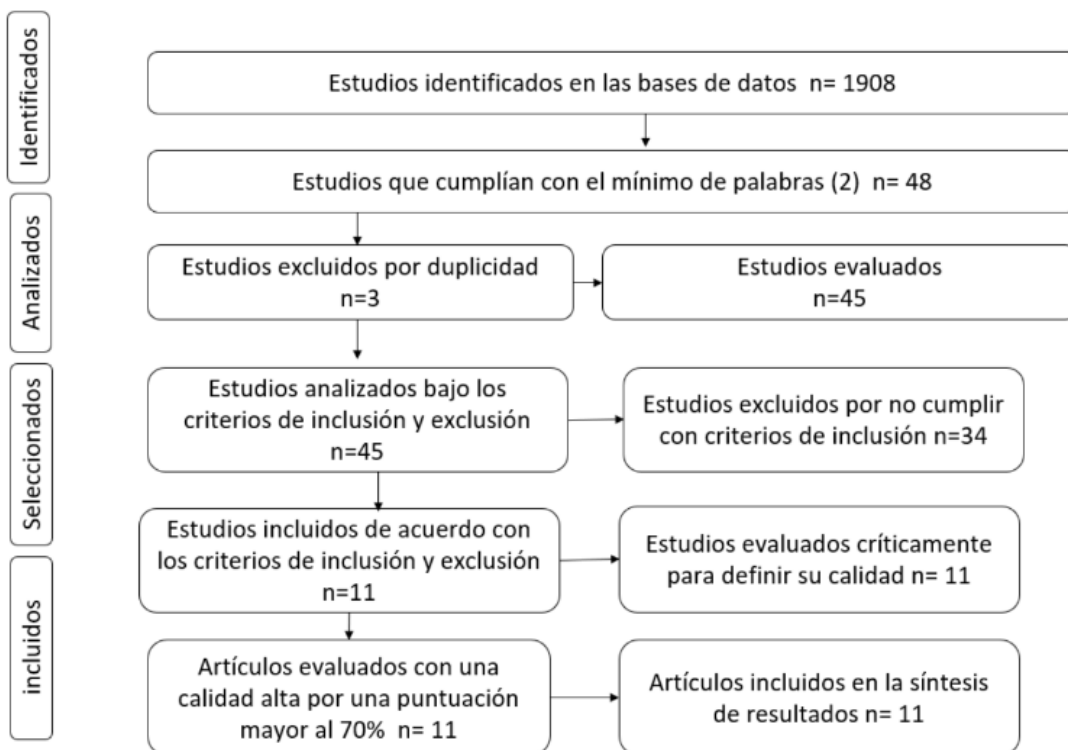 Identificados
Estudios identificados en las bases de datos n= 1908
Estudios que cumplían con el mínimo de palabras (2) n= 48
Analizados
Estudios excluidos por duplicidad
n=3
Estudios evaluados
n=45
Seleccionados
Estudios analizados bajo los
criterios de inclusión y exclusión
n=45
Estudios excluidos por no cumplir
con criterios de inclusión n=34
Estudios incluidos de acuerdo con
los criterios de inclusión y exclusión
n=11
Estudios evaluados críticamente
para definir su calidad n= 11
incluidos
Artículos evaluados con una
calidad alta por una puntuación
mayor al 70% n= 11
Artículos incluidos en la síntesis
de resultados n= 11